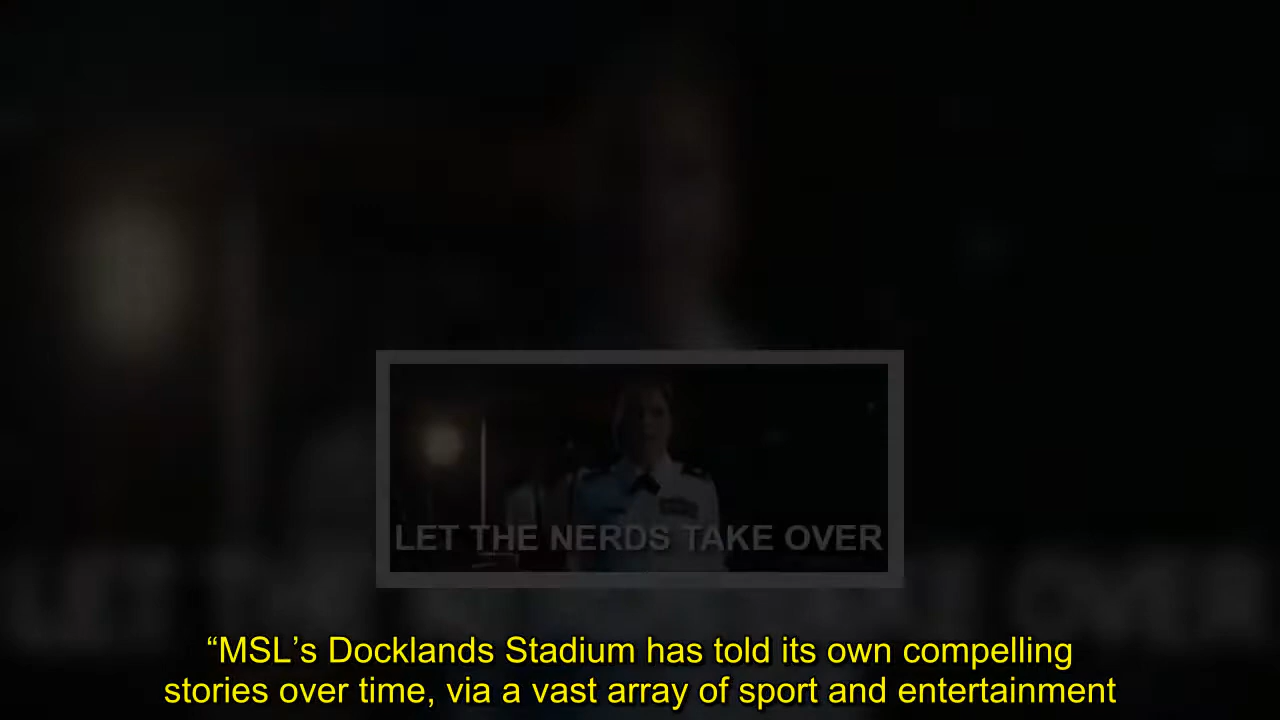 LET THE NERDS TAKE OVER
“MSL’s Docklands Stadium has told its own compelling
stories over time, via a vast array of sport and entertainment